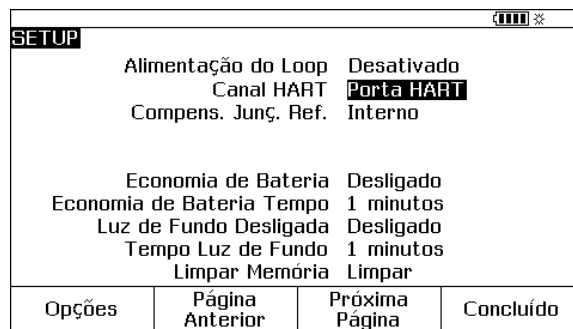 SETUP
Alimentação do Loop Desativado
Canal HART Porta HART
Compens. Junç. Ref. Interno
Economia de Bateria Desligado
Economia de Bateria Tempo 1 minutos
Luz de Fundo Desligada Desligado
Tempo Luz de Fundo 1 minutos
Limpar Memória Limpar
Opções
Página
Anterior
Próxima
Página
Concluído